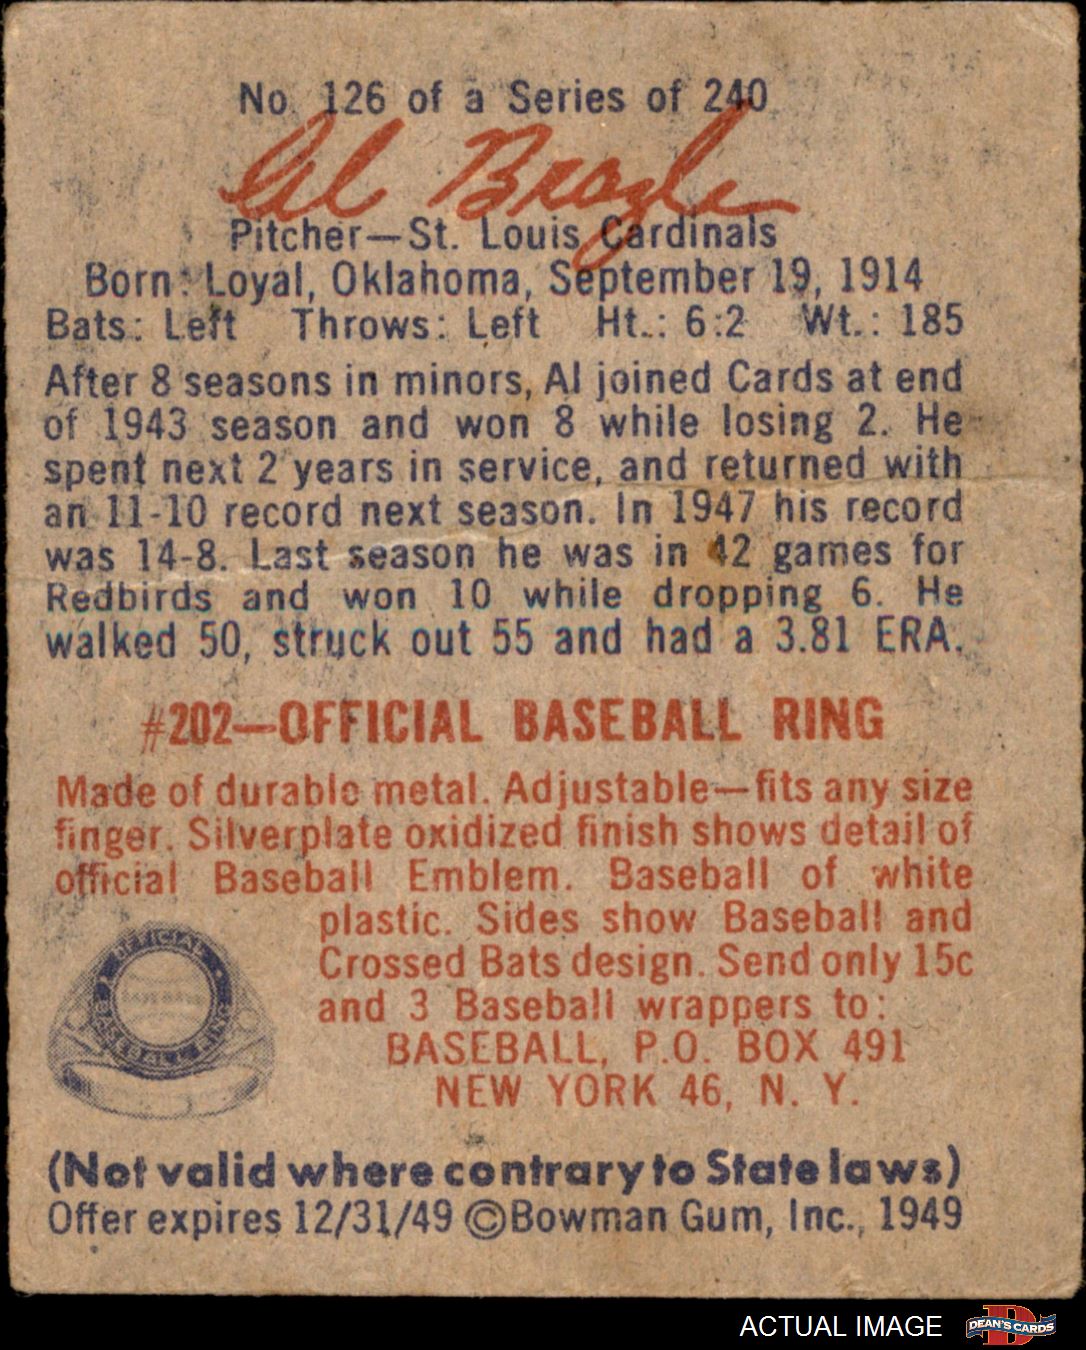 No. 126 of a Series of 240
Al Brazle
Pitcher—St. Louis Cardinals
Born: Loyal, Oklahoma, September 19, 1914
Bats: Left Throws: Left Ht.: 6:2 Wt.: 185
After 8 seasons in minors, Al joined Cards at end
of 1943 season and won 8 while losing 2. He
spent next 2 years in service, and returned with
an 11-10 record next season. In 1947 his record
was 14-8. Last season he was in 42 games for
Redbirds and won 10 while dropping 6. He
walked 50, struck out 55 and had a 3.81 ERA.
#202—OFFICIAL BASEBALL RING
Made of durable metal. Adjustable—fits any size
finger. Silverplate oxidized finish shows detail of
official Baseball Emblem. Baseball of white
plastic. Sides show Baseball and
Crossed Bats design. Send only 15c
and 3 Baseball wrappers to:
BASEBALL, P.O. BOX 491
NEW YORK 46, N. Y.
OFFICIAL
BASEBALL RING
(Not valid where contrary to State laws)
Offer expires 12/31/49 ©Bowman Gum, Inc., 1949
ACTUAL IMAGE
DEAN'S CARDS